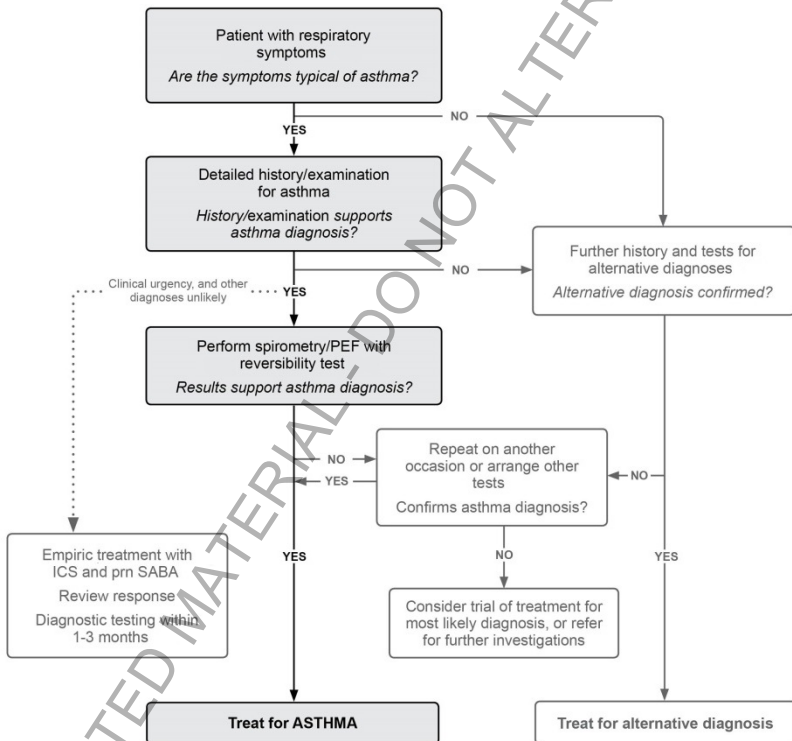 Patient with respiratory
symptoms
Are the symptoms typical of asthma?
NO
YES
Detailed history/examination
for asthma
History/examination supports
asthma diagnosis?
Further history and tests for
alternative diagnoses
Alternative diagnosis confirmed?
NO
Clinical urgency, and other
diagnoses unlikely
YES
Perform spirometry/PEF with
reversibility test
Results support asthma diagnosis?
Repeat on another
occasion or arrange other
tests
Confirms asthma diagnosis?
NO
YES
NO
Empiric treatment with
ICS and prn SABA
Review response
Diagnostic testing within
1-3 months
YES
NO
YES
Consider trial of treatment for
most likely diagnosis, or refer
for further investigations
Treat for ASTHMA
Treat for alternative diagnosis
TED MATERIAL - DO NOT ALTER